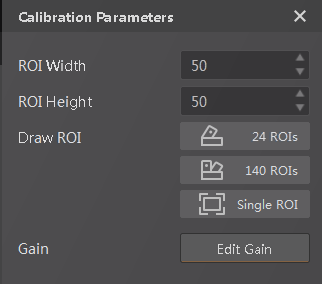 Calibration Parameters
ROI Width 50
ROI Height 50
Draw ROI 24 ROIs
140 ROIs
Single ROI
Gain Edit Gain